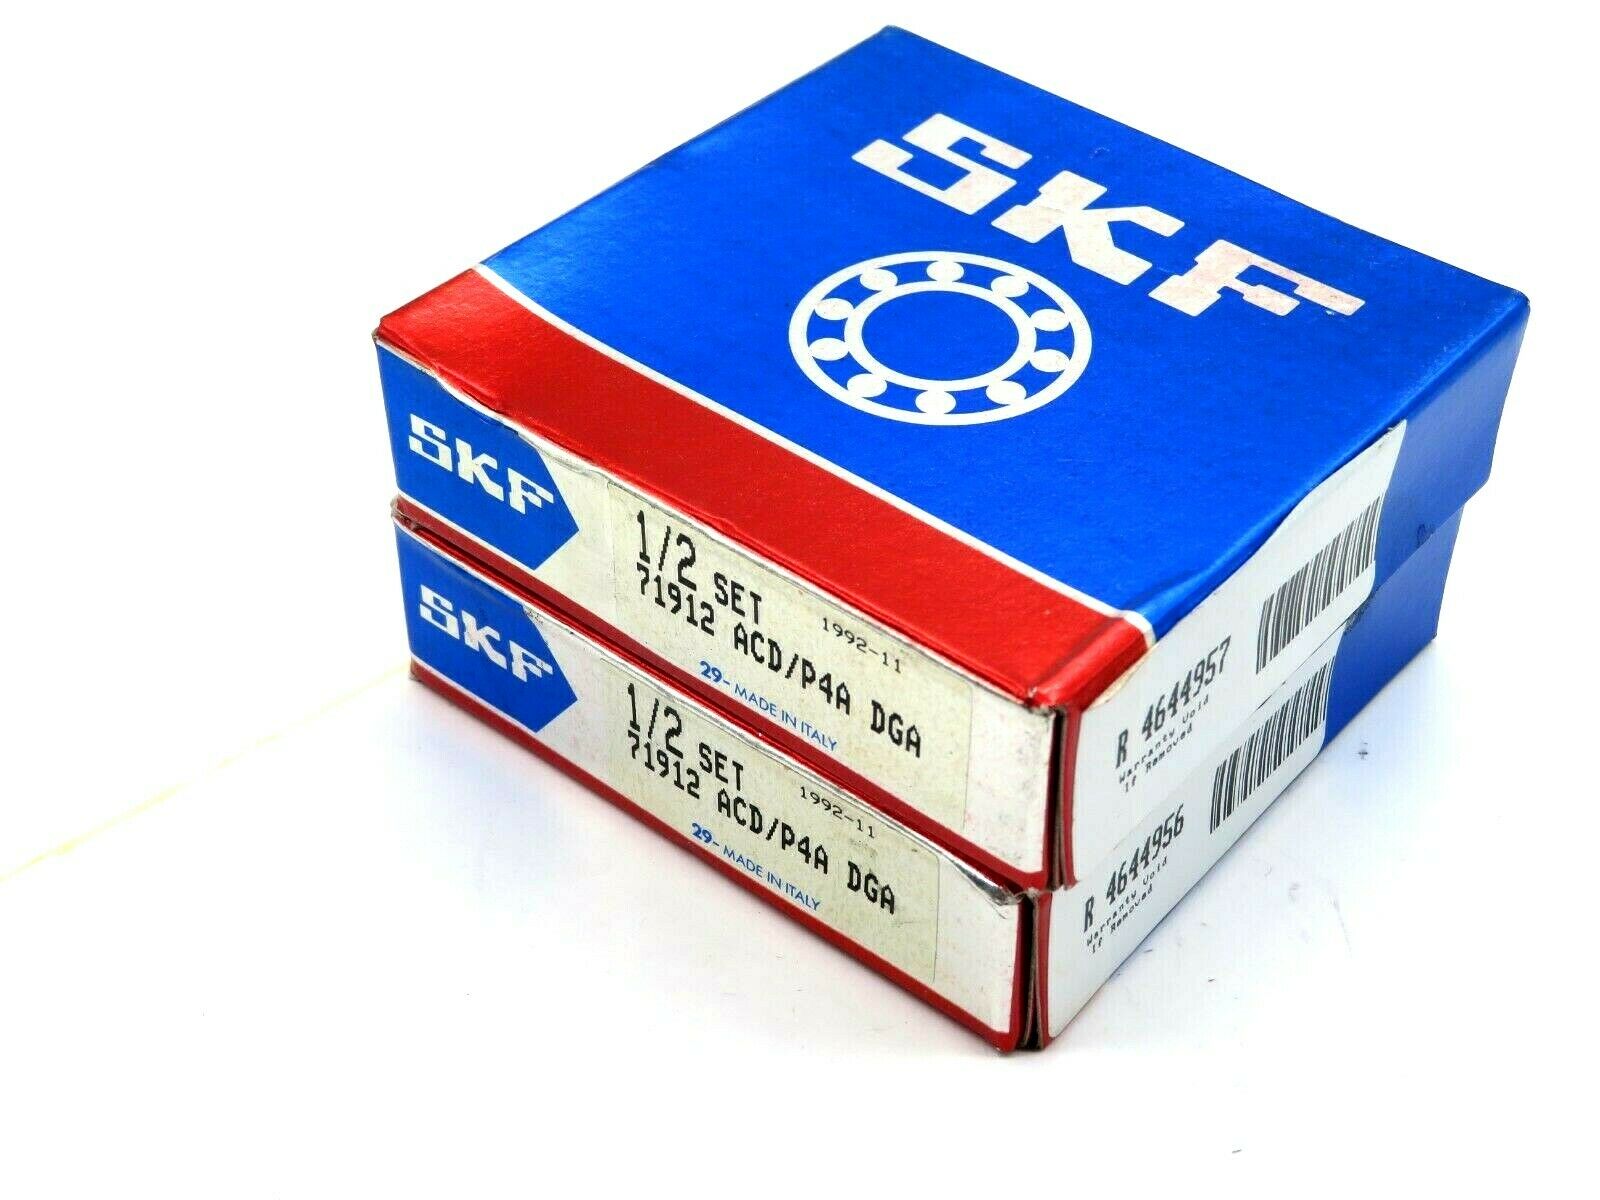 SKF
SKF
1/2 SET
71912 ACD/P4A DGA
1992-11
29- MADE IN ITALY
R 4644957
Warranty Void
If Removed
SKF
1/2 SET
71912 ACD/P4A DGA
1992-11
29- MADE IN ITALY
R 4644956
Warranty Void
If Removed